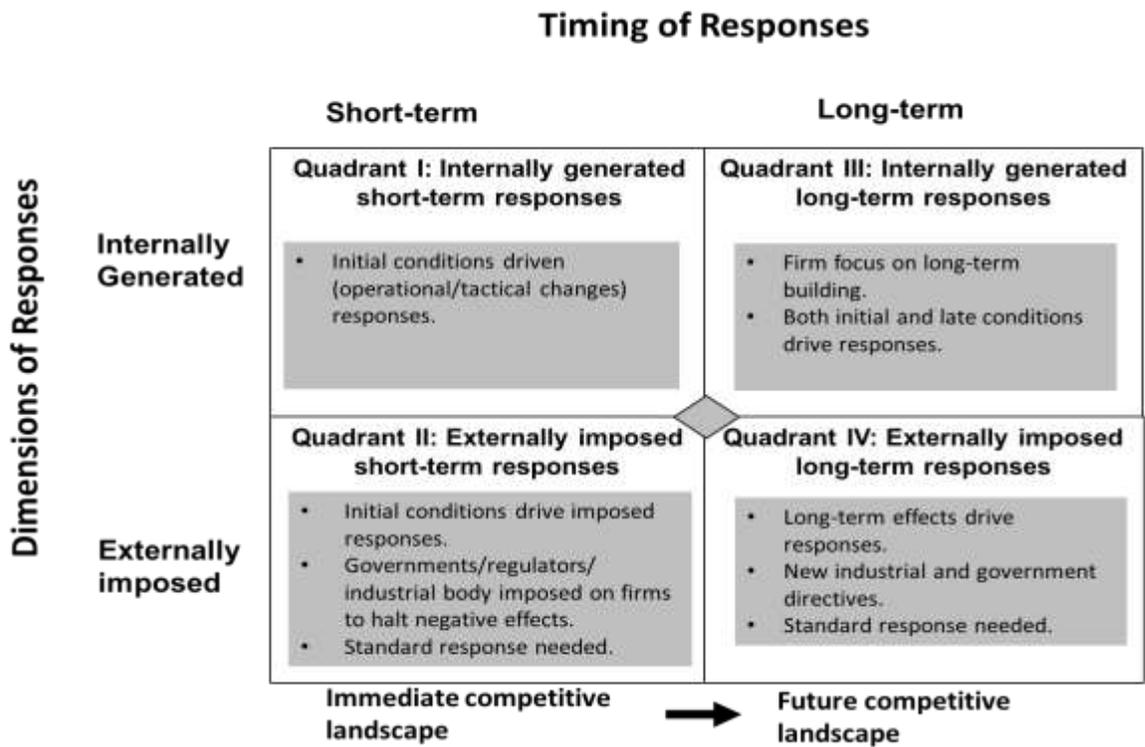 Timing of Responses
Short-term
Long-term
Dimensions of Responses
Internally
Generated
Quadrant I: Internally generated
short-term responses
• Initial conditions driven
(operational/tactical changes)
responses.
Quadrant III: Internally generated
long-term responses
• Firm focus on long-term
building.
• Both initial and late conditions
drive responses.
Externally
imposed
Quadrant II: Externally imposed
short-term responses
• Initial conditions drive imposed
responses.
• Governments/regulators/
industrial body imposed on firms
to halt negative effects.
• Standard response needed.
Quadrant IV: Externally imposed
long-term responses
• Long-term effects drive
responses.
• New industrial and government
directives.
• Standard response needed.
Immediate competitive
landscape
Future competitive
landscape